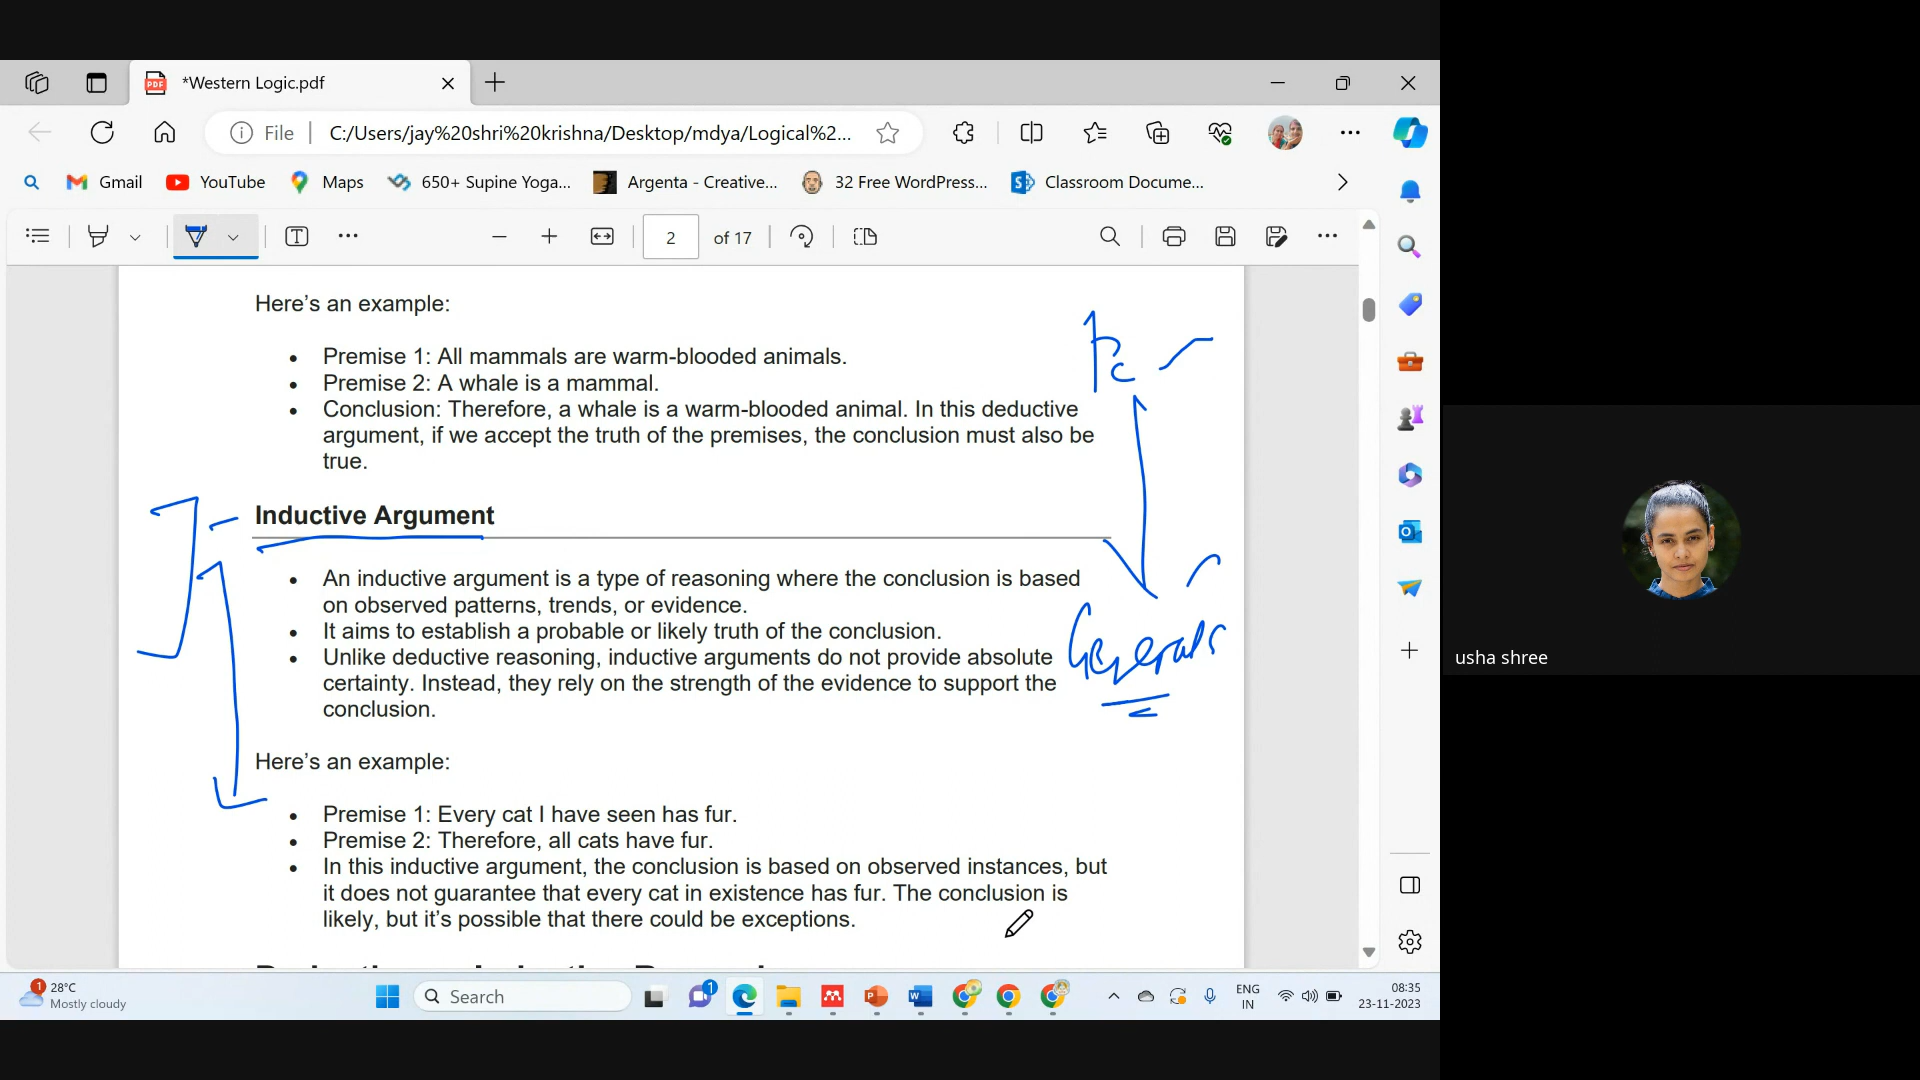 *Western Logic.pdf
File
C:/Users/jay%20shri%20krishna/Desktop/mdya/Logical%2...
Gmail
YouTube
Maps
650+ Supine Yoga...
Argenta - Creative...
32 Free WordPress...
Classroom Docume...
2 of 17
Here's an example:
• Premise 1: All mammals are warm-blooded animals.
• Premise 2: A whale is a mammal.
• Conclusion: Therefore, a whale is a warm-blooded animal. In this deductive
argument, if we accept the truth of the premises, the conclusion must also be
true.
Inductive Argument
• An inductive argument is a type of reasoning where the conclusion is based
on observed patterns, trends, or evidence.
• It aims to establish a probable or likely truth of the conclusion.
• Unlike deductive reasoning, inductive arguments do not provide absolute
certainty. Instead, they rely on the strength of the evidence to support the
conclusion.
Here's an example:
• Premise 1: Every cat I have seen has fur.
• Premise 2: Therefore, all cats have fur.
• In this inductive argument, the conclusion is based on observed instances, but
it does not guarantee that every cat in existence has fur. The conclusion is
likely, but it's possible that there could be exceptions.
usha shree
1
28°C
Mostly cloudy
Search
1
ENG
IN
08:35
23-11-2023